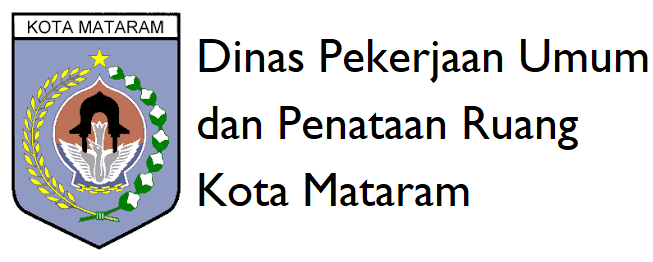 KOTA MATARAM
Dinas Pekerjaan Umum
dan Penataan Ruang
Kota Mataram